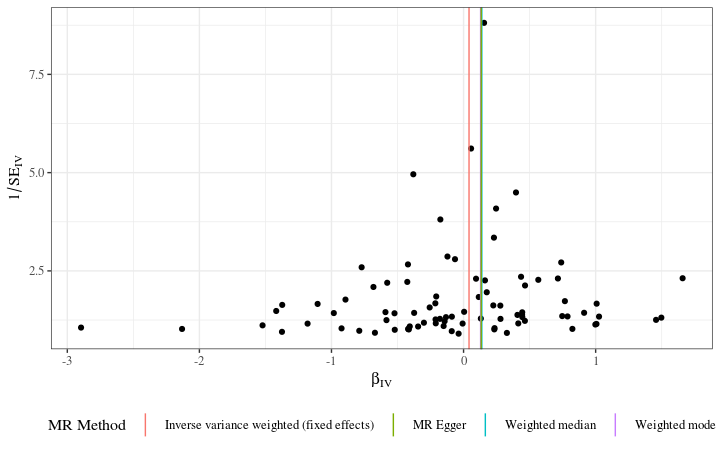 7.5
5.0
2.5
1/SE_IV
-3 -2 -1 0 1
β_IV
MR Method Inverse variance weighted (fixed effects) MR Egger Weighted median Weighted mode